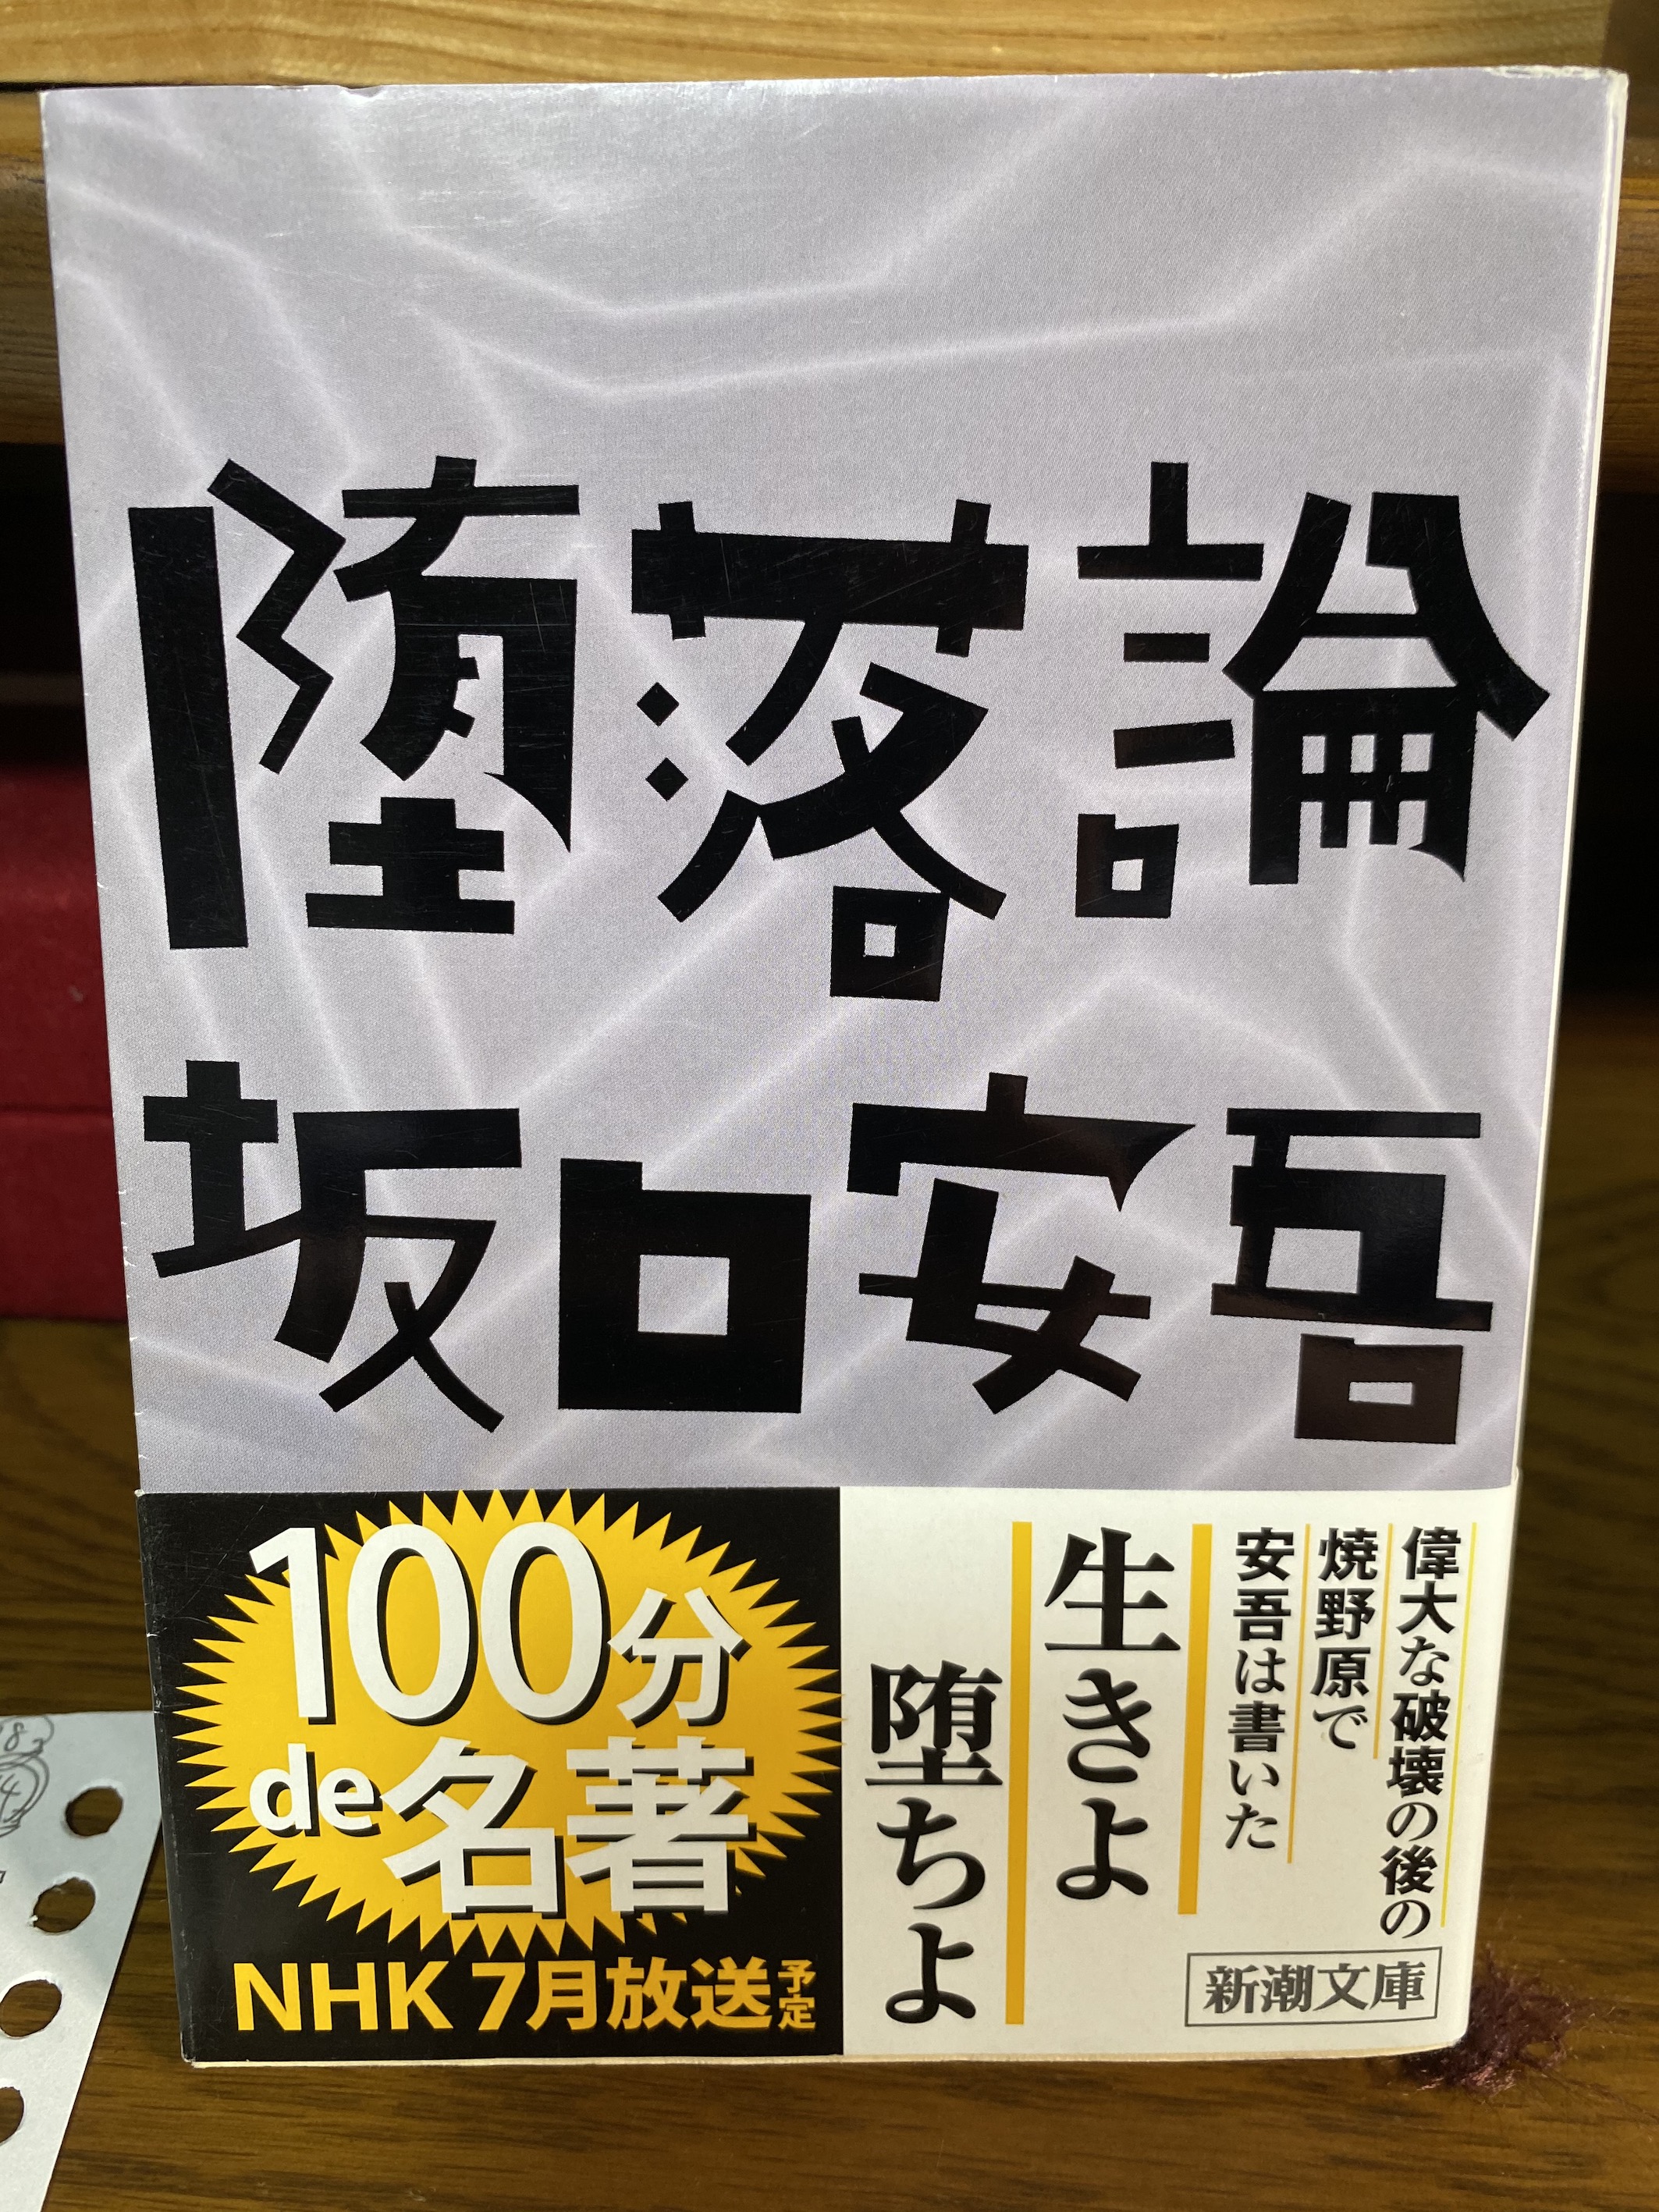 堕落論
坂口安吾
偉大な破壊の後の
焼野原で
安吾は書いた
生きよ
堕ちよ
新潮文庫
100分
de名著
NHK 7月放送予定